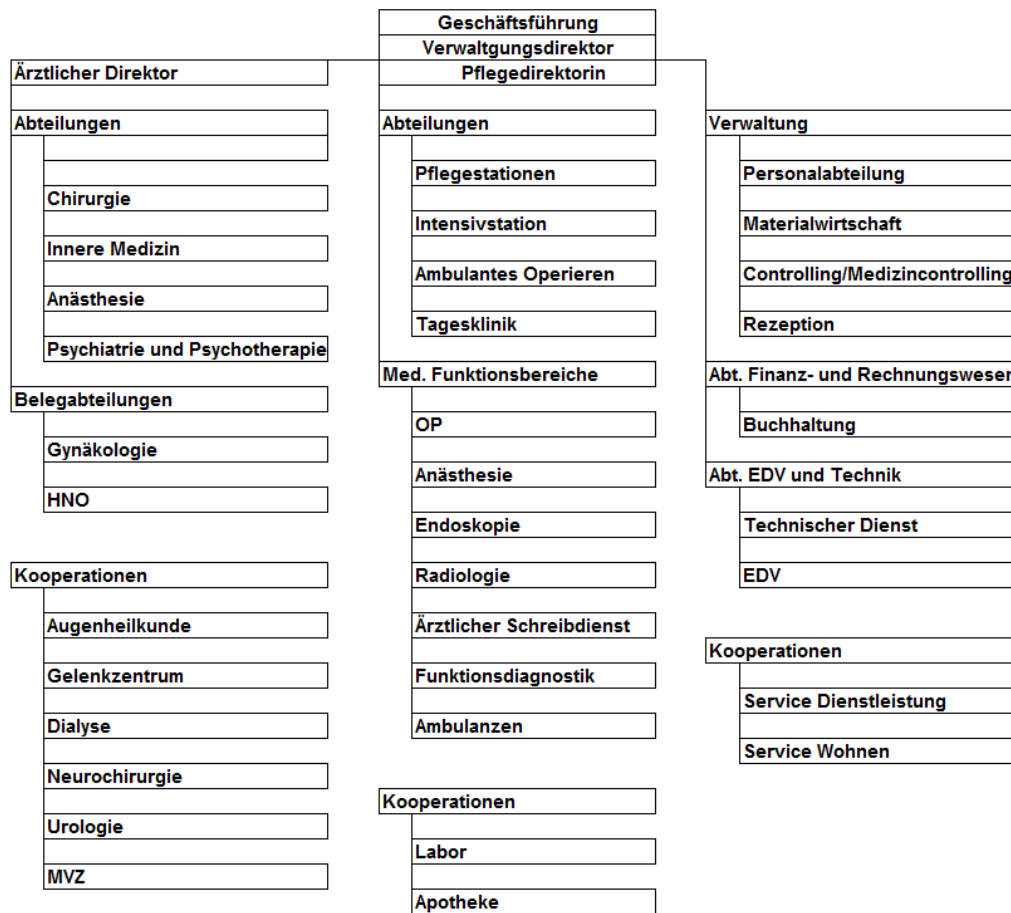 Geschäftsführung
Verwaltgungsdirektor
Ärztlicher Direktor
Pflegedirektorin
Abteilungen
Chirurgie
Innere Medizin
Anästhesie
Psychiatrie und Psychotherapie
Belegabteilungen
Gynäkologie
HNO
Kooperationen
Augenheilkunde
Gelenkzentrum
Dialyse
Neurochirurgie
Urologie
MVZ
Abteilungen
Pflegestationen
Intensivstation
Ambulantes Operieren
Tagesklinik
Med. Funktionsbereiche
OP
Anästhesie
Endoskopie
Radiologie
Ärztlicher Schreibdienst
Funktionsdiagnostik
Ambulanzen
Kooperationen
Labor
Apotheke
Verwaltung
Personalabteilung
Materialwirtschaft
Controlling/Medizincontrolling
Rezeption
Abt. Finanz- und Rechnungswesen
Buchhaltung
Abt. EDV und Technik
Technischer Dienst
EDV
Kooperationen
Service Dienstleistung
Service Wohnen